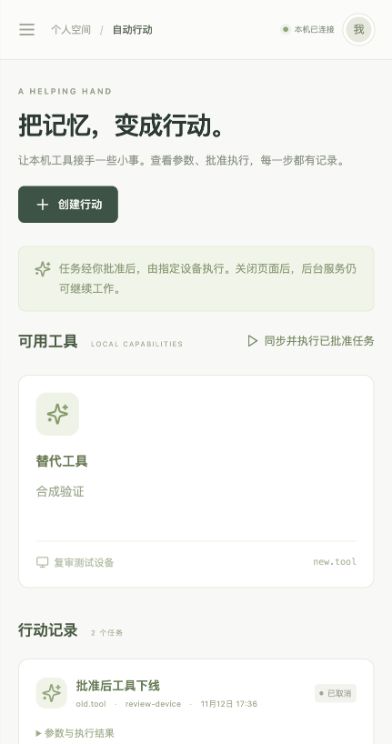 个人空间 / 自动行动
本机已连接
我
A HELPING HAND
把记忆，变成行动。
让本机工具接手一些小事。查看参数、批准执行，每一步都有记录。
创建行动
任务经你批准后，由指定设备执行。关闭页面后，后台服务仍
可继续工作。
可用工具 LOCAL CAPABILITIES
同步并执行已批准任务
替代工具
合成验证
复审测试设备
new.tool
行动记录 2 个任务
批准后工具下线
old.tool · review-device · 11月12日 17:36
已取消
参数与执行结果